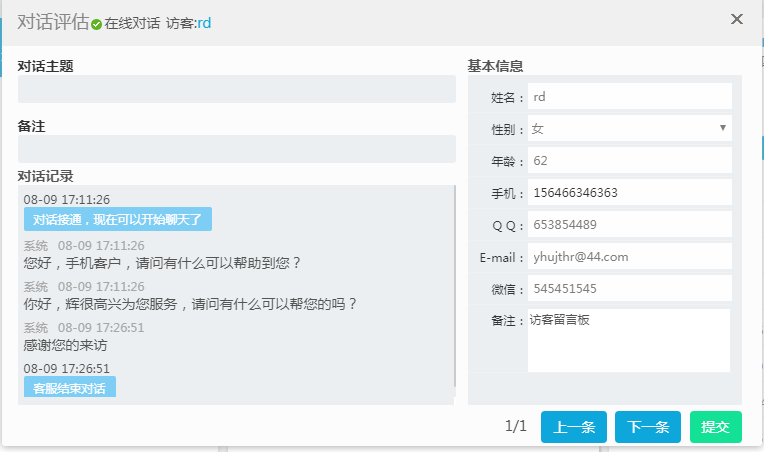 对话评估 在线对话 访客:rd
对话主题
备注
对话记录
08-09 17:11:26
对话接通，现在可以开始聊天了
系统 08-09 17:11:26
您好，手机客户，请问有什么可以帮助到您？
系统 08-09 17:11:26
你好，辉很高兴为您服务，请问有什么可以帮您的吗？
系统 08-09 17:26:51
感谢您的来访
08-09 17:26:51
客服结束对话
基本信息
姓名： rd
性别： 女
年龄： 62
手机： 156466346363
Q Q： 653854489
E-mail： yhujthr@44.com
微信： 545451545
备注： 访客留言板
1/1 上一条 下一条 提交